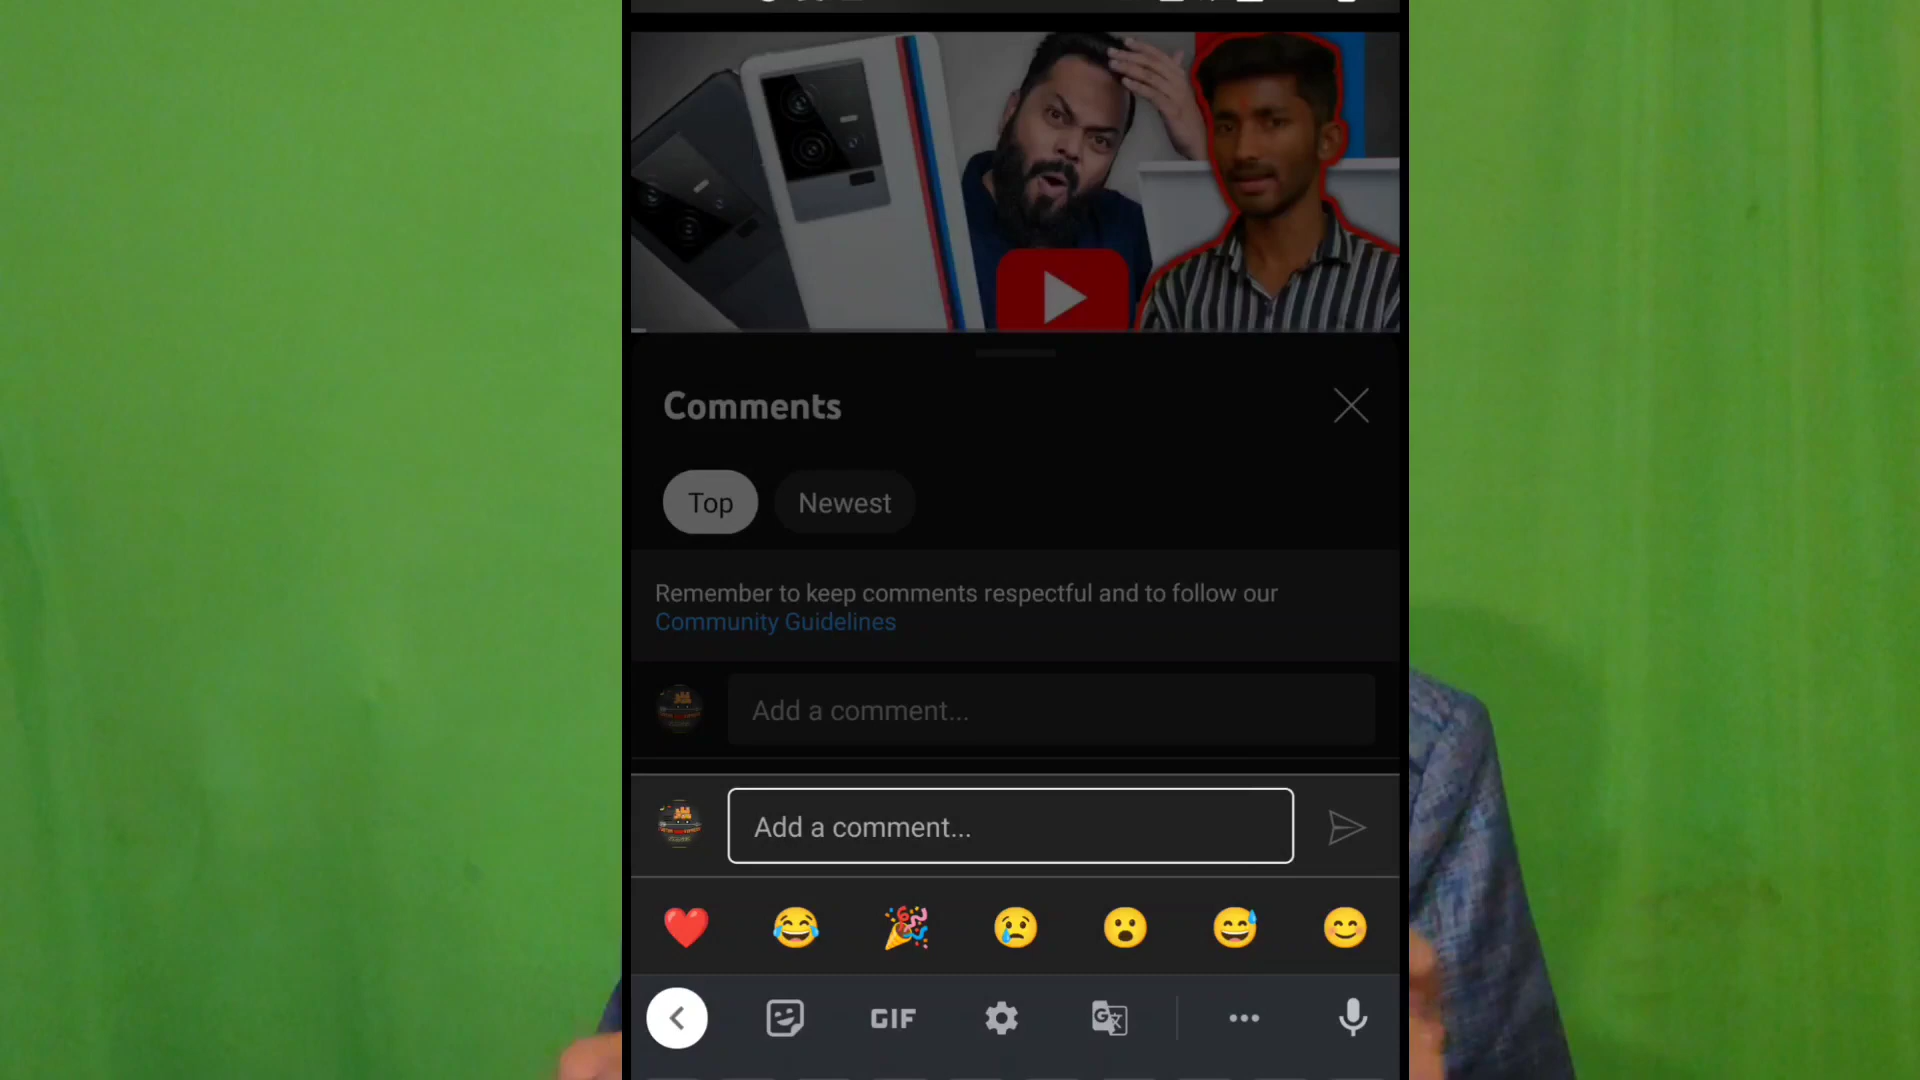 Comments
Top
Newest
Remember to keep comments respectful and to follow our
Community Guidelines
Add a comment...
Add a comment...
GIF